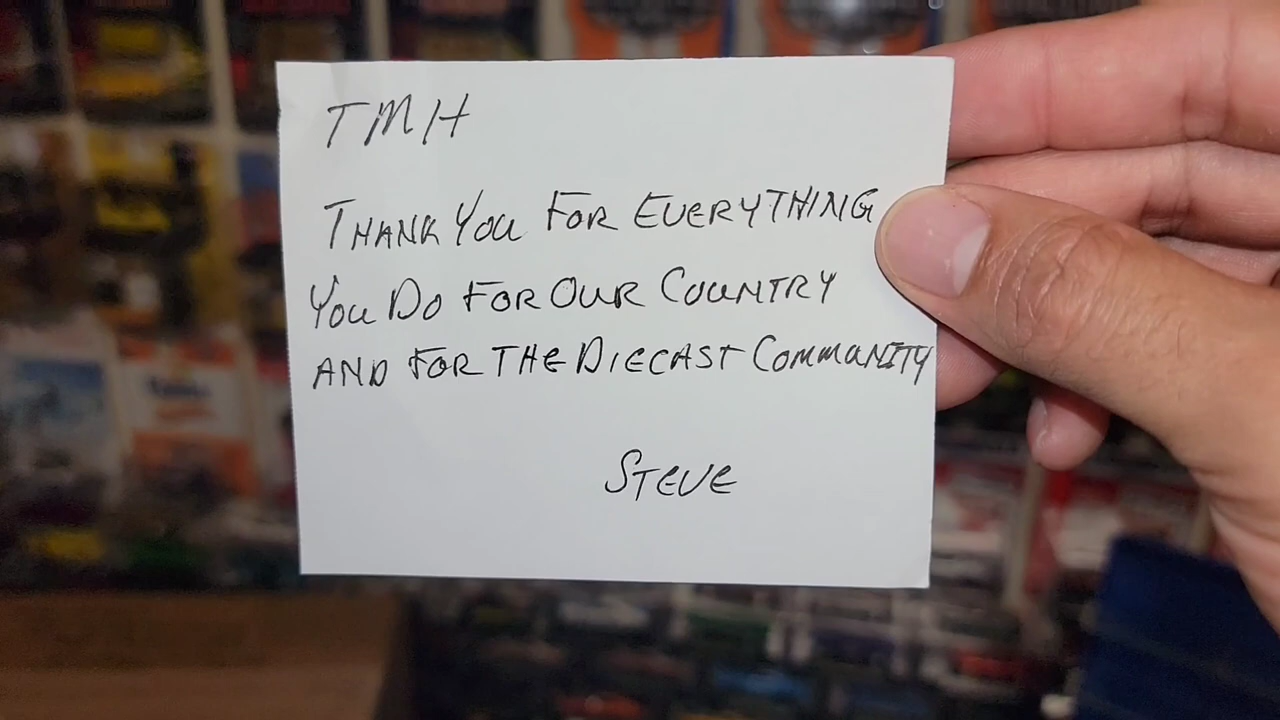 TMH
THANK YOU FOR EVERYTHING
YOU DO FOR OUR COUNTRY
AND FOR THE DIECAST COMMUNITY
STEVE